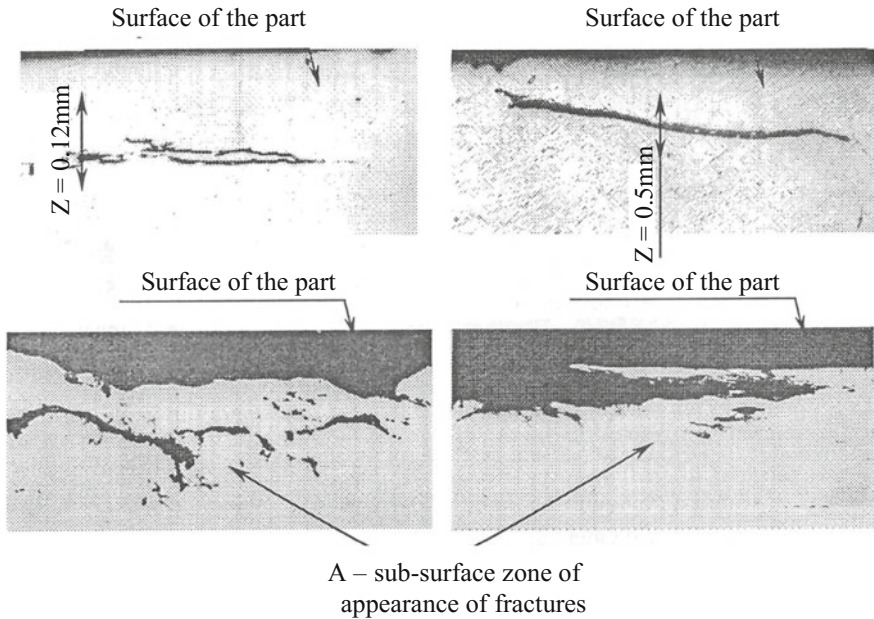 Surface of the part
Surface of the part
Z = 0.12mm
Z = 0.5mm
Surface of the part
Surface of the part
A – sub-surface zone of
appearance of fractures